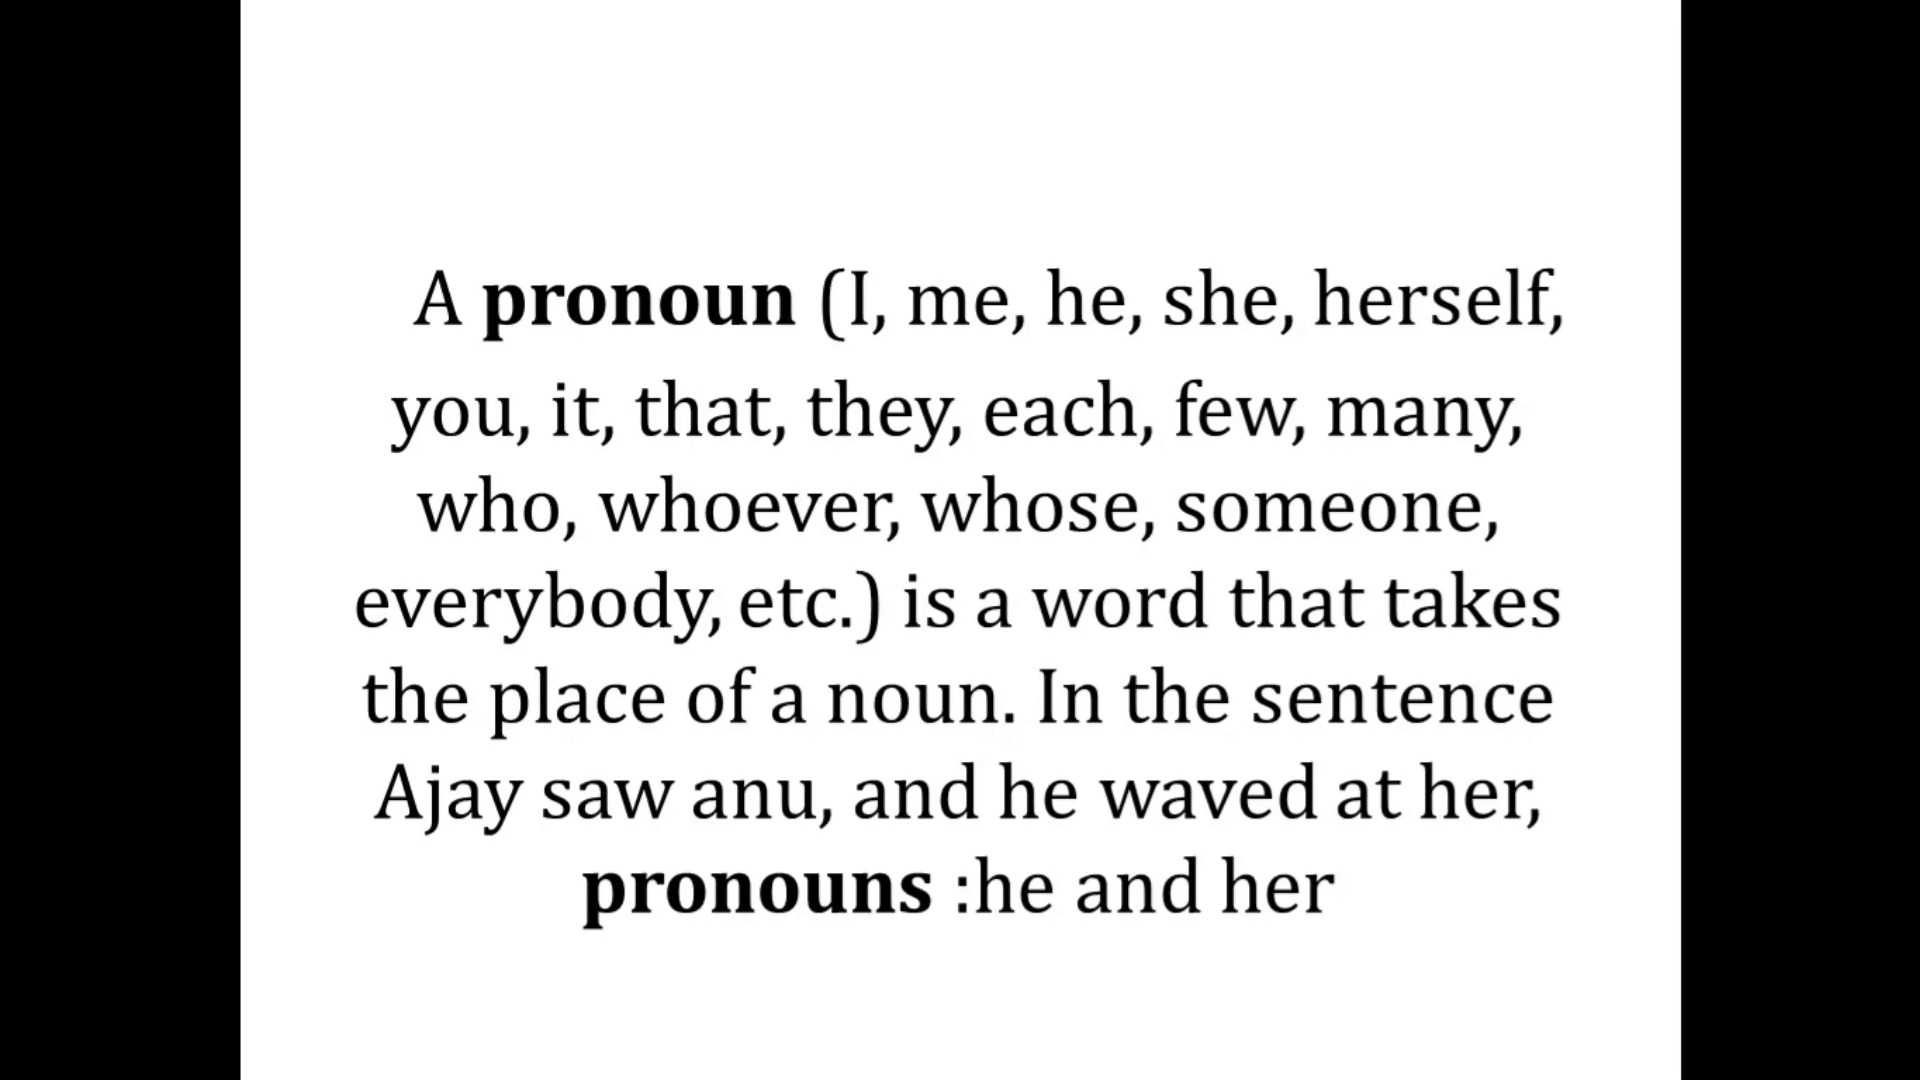 A pronoun (I, me, he, she, herself,
you, it, that, they, each, few, many,
who, whoever, whose, someone,
everybody, etc.) is a word that takes
the place of a noun. In the sentence
Ajay saw anu, and he waved at her,
pronouns :he and her